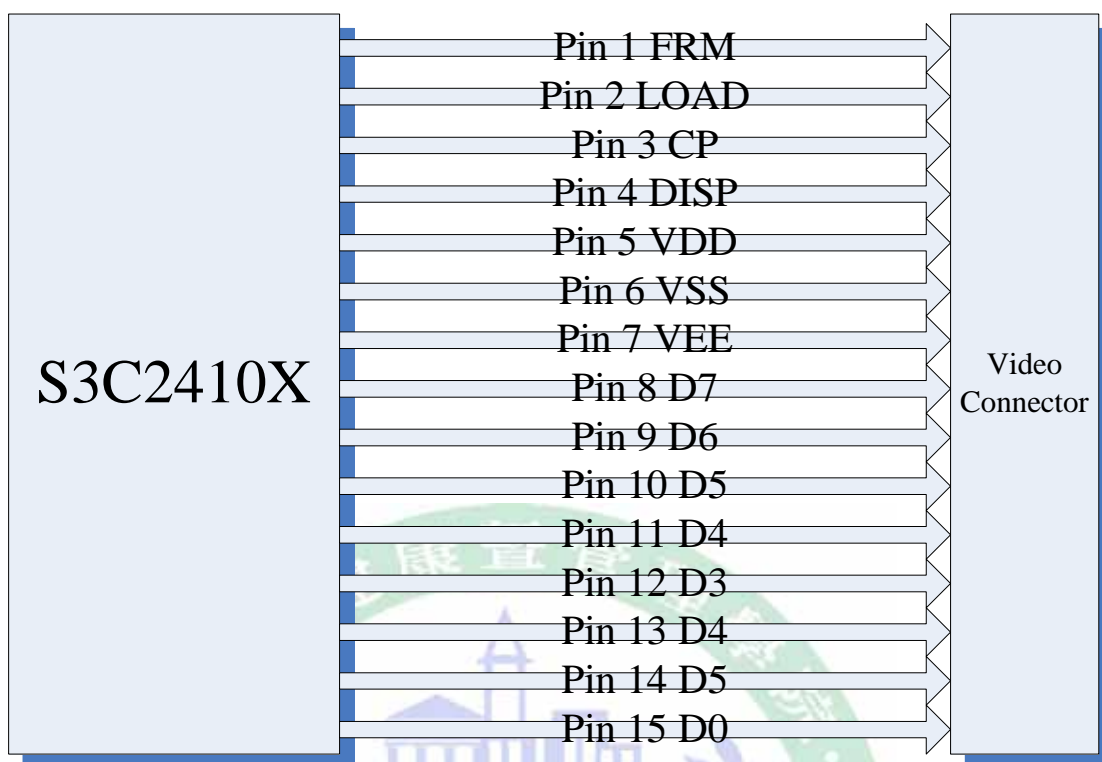 Pin 1 FRM
Pin 2 LOAD
Pin 3 CP
Pin 4 DISP
Pin 5 VDD
Pin 6 VSS
Pin 7 VEE
S3C2410X
Pin 8 D7
Video
Connector
Pin 9 D6
Pin 10 D5
Pin 11 D4
Pin 12 D3
Pin 13 D4
Pin 14 D5
Pin 15 D0